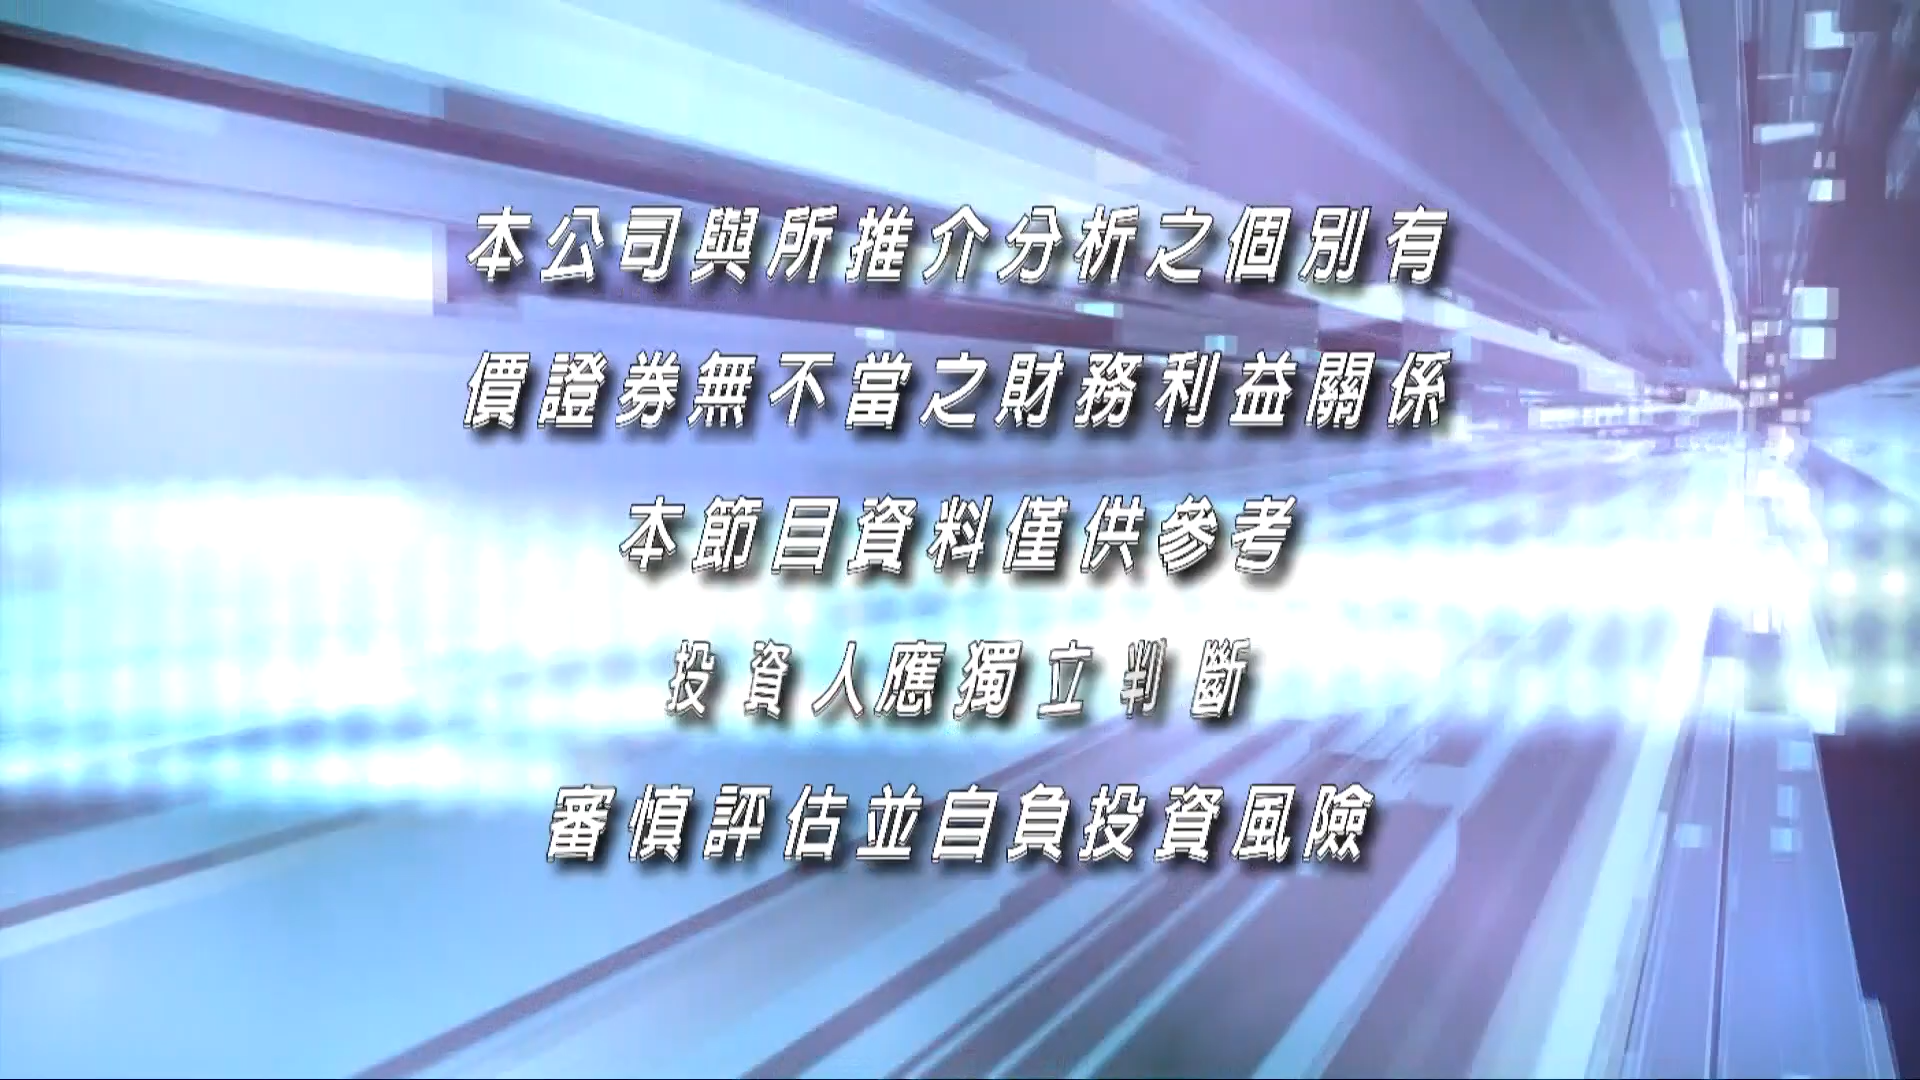 本公司與所推介分析之個別有
價證券無不當之財務利益關係
本節目資料僅供參考
投資人應獨立判斷
審慎評估並自負投資風險